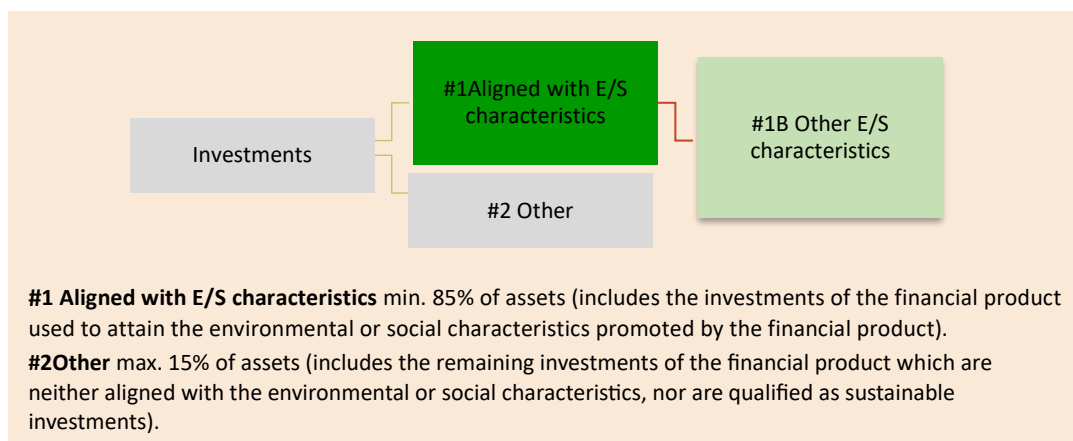 #1Aligned with E/S
characteristics
#1B Other E/S
characteristics
Investments
#2 Other
#1 Aligned with E/S characteristics min. 85% of assets (includes the investments of the financial product
used to attain the environmental or social characteristics promoted by the financial product).
#2Other max. 15% of assets (includes the remaining investments of the financial product which are
neither aligned with the environmental or social characteristics, nor are qualified as sustainable
investments).